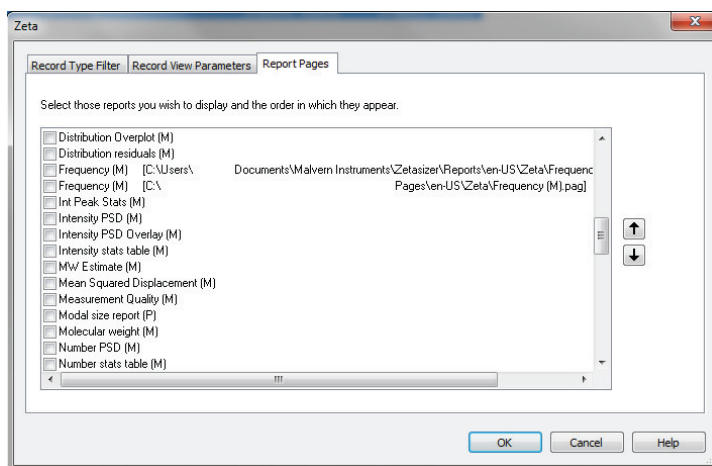 Zeta
Record Type Filter Record View Parameters Report Pages
Select those reports you wish to display and the order in which they appear.
Distribution Overplot (M)
Distribution residuals (M)
Frequency (M) [C:\Users\ Documents\Malvern Instruments\Zetasizer\Reports\en-US\Zeta\Frequenc
Frequency (M) [C:\ Pages\en-US\Zeta\Frequency (M).pag]
Int Peak Stats (M)
Intensity PSD (M)
Intensity PSD Overlay (M)
Intensity stats table (M)
MW Estimate (M)
Mean Squared Displacement (M)
Measurement Quality (M)
Modal size report (P)
Molecular weight (M)
Number PSD (M)
Number stats table (M)
OK Cancel Help